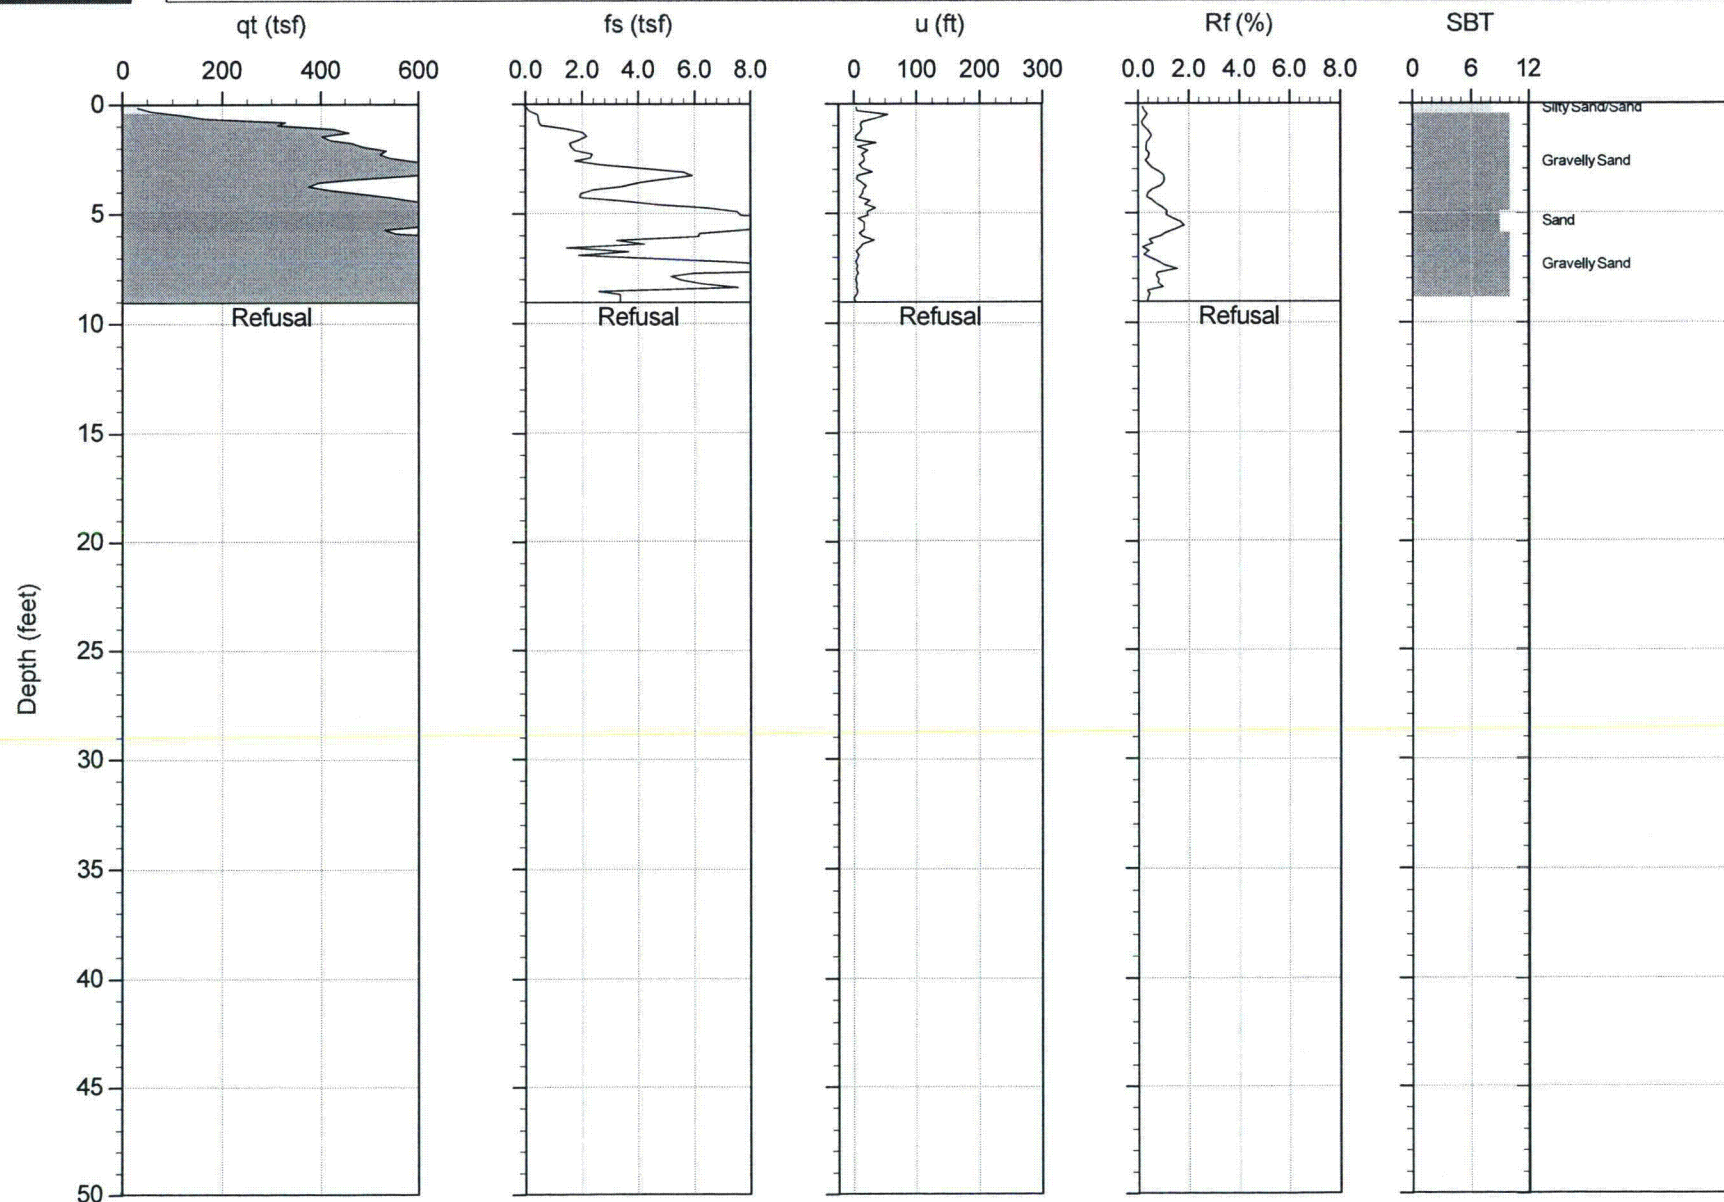 qt (tsf)
fs (tsf)
u (ft)
Rf (%)
SBT
0 200 400 600
0.0 2.0 4.0 6.0 8.0
0 100 200 300
0.0 2.0 4.0 6.0 8.0
0 6 12
0
Silty Sand/Sand
Gravelly Sand
5
Sand
Gravelly Sand
Refusal
Refusal
Refusal
Refusal
10
15
20
25
30
35
40
45
50
Depth (feet)